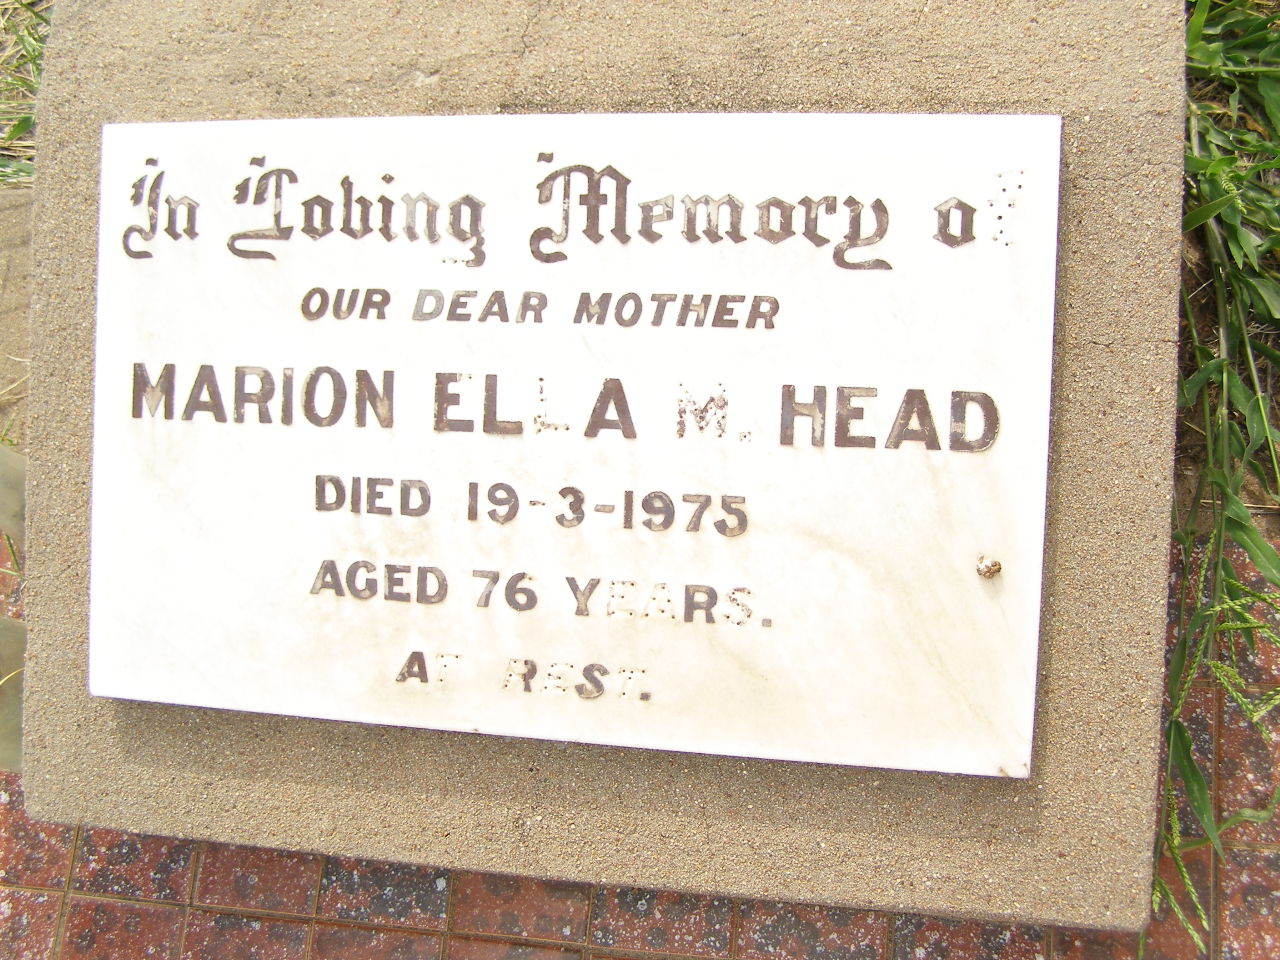 In Loving Memory of
OUR DEAR MOTHER
MARION ELLA M. HEAD
DIED 19-3-1975
AGED 76 YEARS.
AT REST.